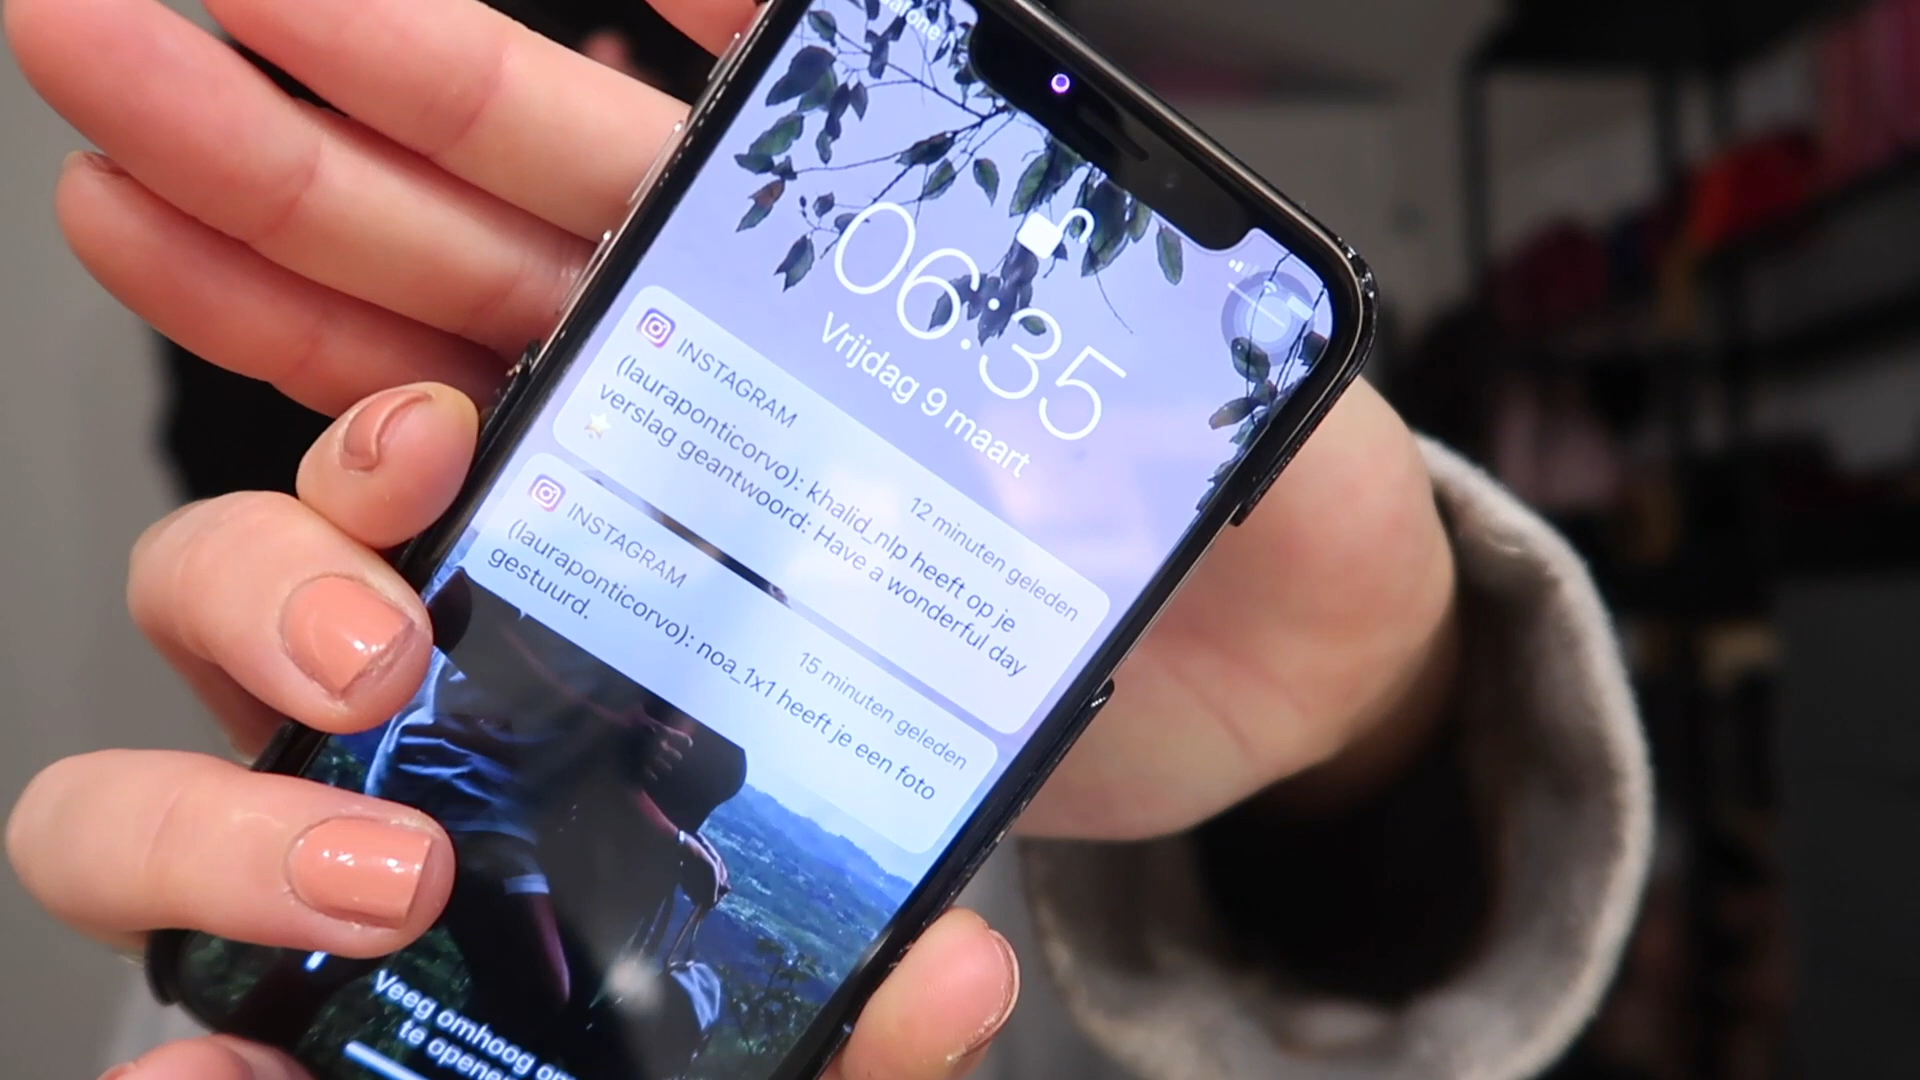 06:35
vrijdag 9 maart
INSTAGRAM
12 minuten geleden
(lauraponticorvo): khalid_nlp heeft op je
verslag geantwoord: Have a wonderful day
INSTAGRAM
15 minuten geleden
(lauraponticorvo): noa_1x1 heeft je een foto
gestuurd.
Veeg omhoog om
te openen